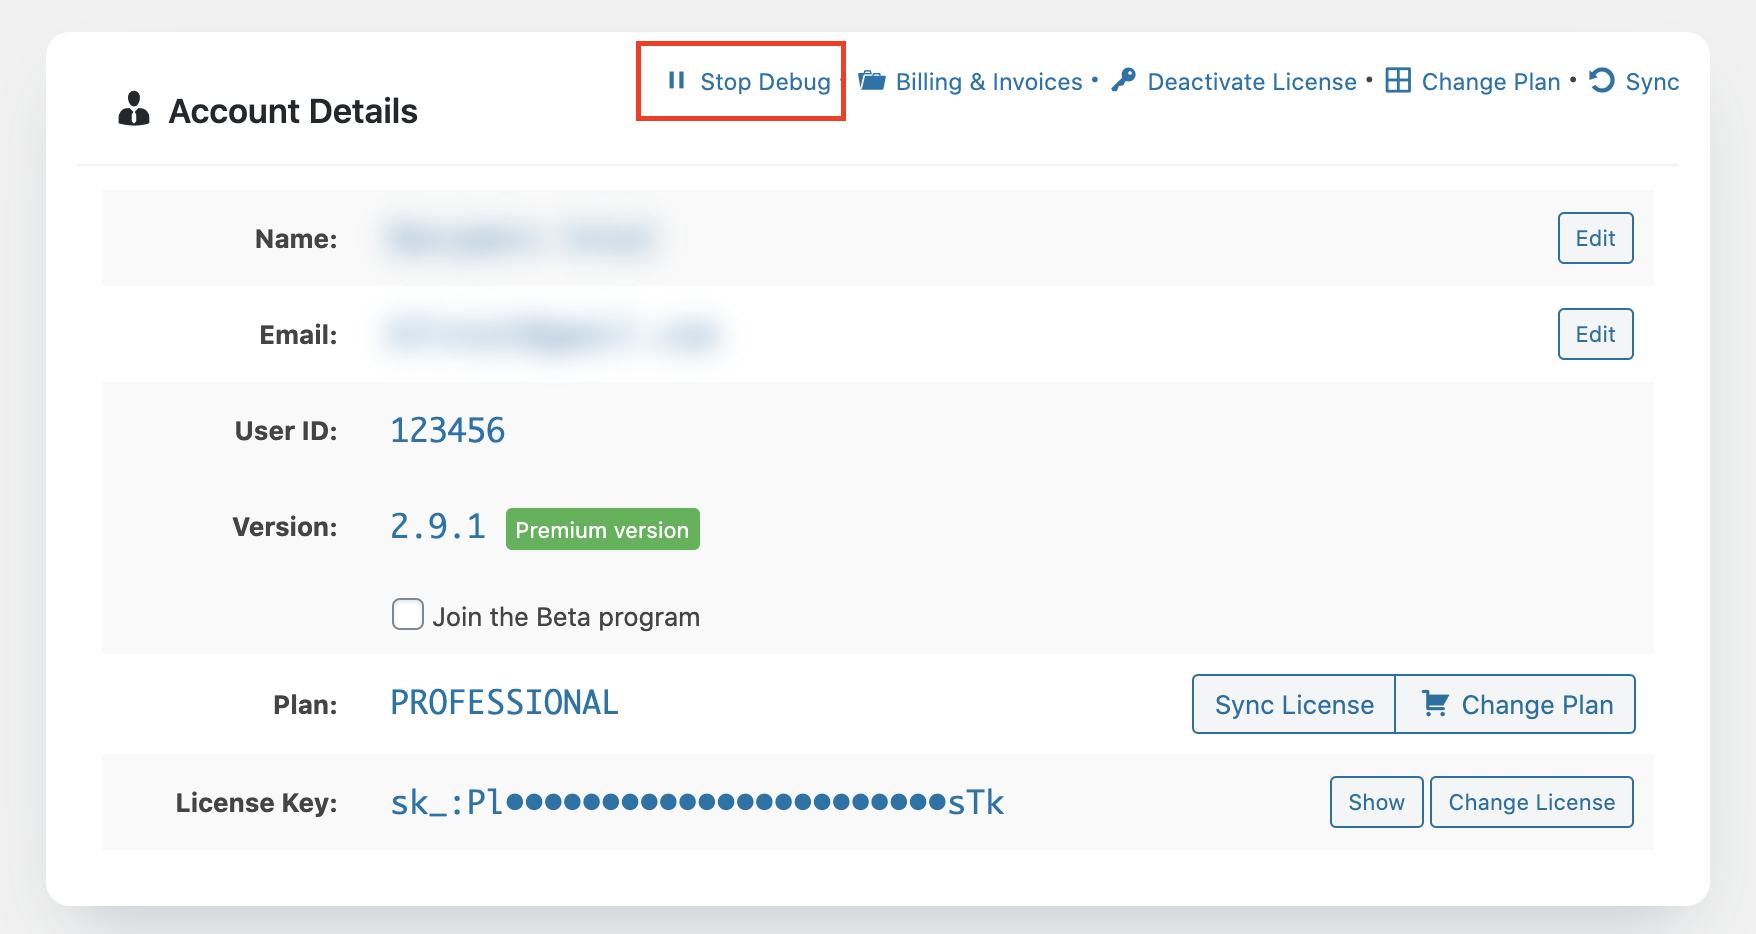 Stop Debug • Billing & Invoices • Deactivate License • Change Plan • Sync
Account Details
Name: Edit
Email: Edit
User ID: 123456
Version: 2.9.1 Premium version
Join the Beta program
Plan: PROFESSIONAL Sync License Change Plan
License Key: sk_:Pl●●●●●●●●●●●●●●●●●●●●●●●sTk Show Change License